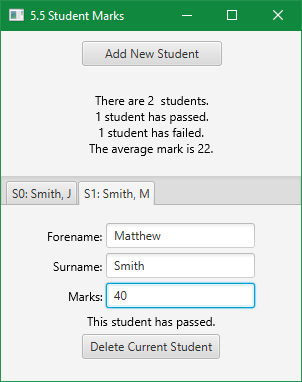 5.5 Student Marks
Add New Student
There are 2  students.
1 student has passed.
1 student has failed.
The average mark is 22.
S0: Smith, J
S1: Smith, M
Forename: Matthew
Surname: Smith
Marks: 40
This student has passed.
Delete Current Student